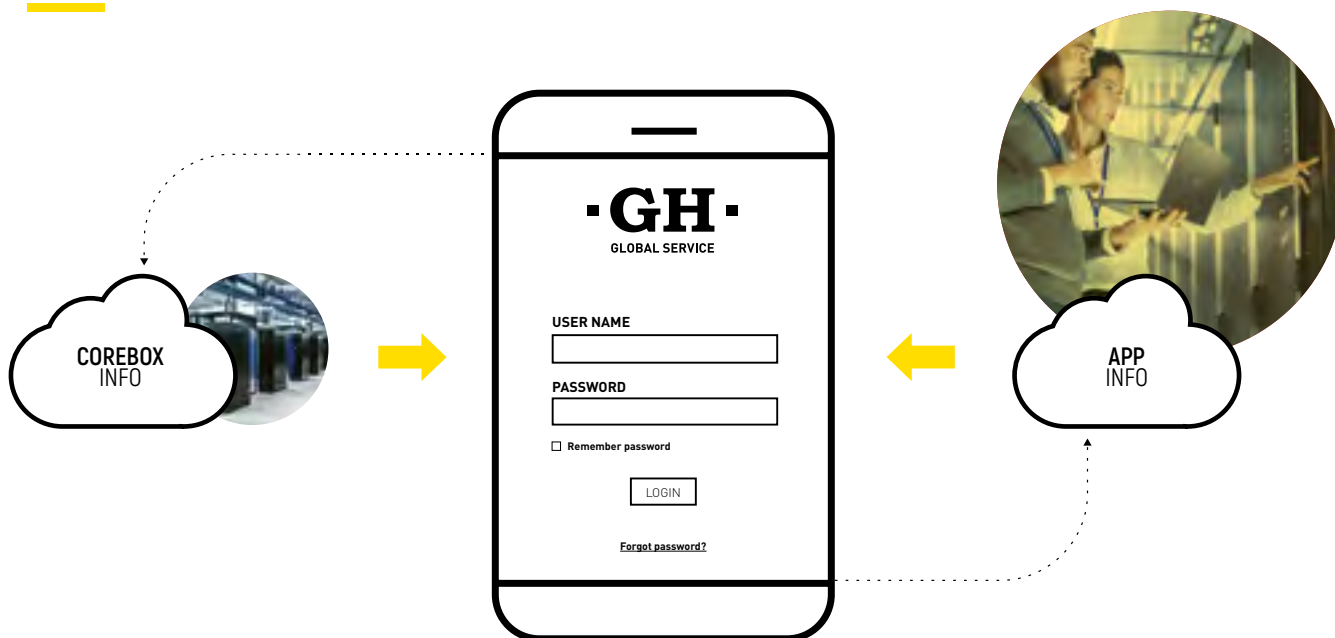 ·GH·
GLOBAL SERVICE
USER NAME
PASSWORD
Remember password
LOGIN
Forgot password?
COREBOX
INFO
APP
INFO